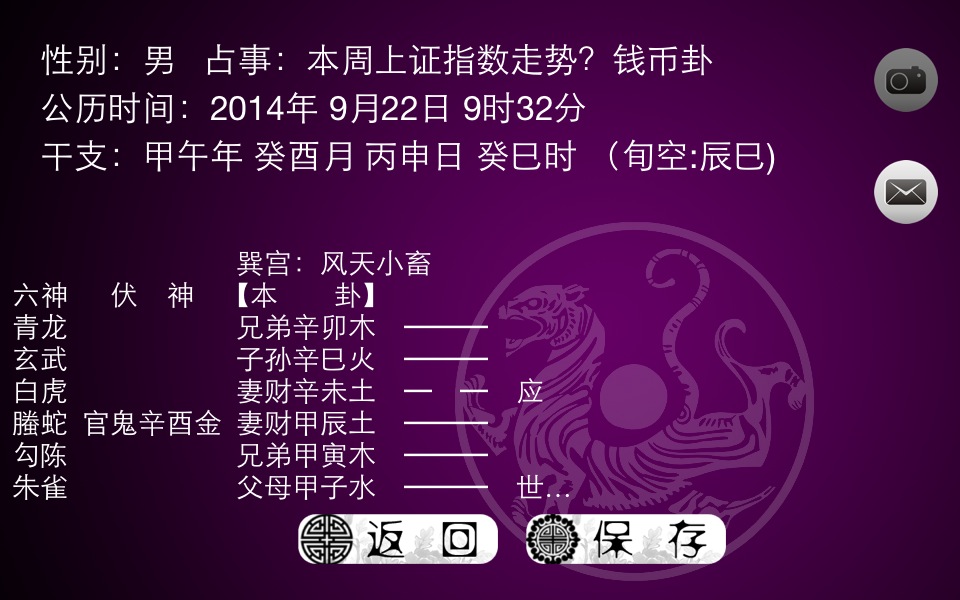 性别：男 占事：本周上证指数走势？钱币卦
公历时间：2014年 9月22日 9时32分
干支：甲午年 癸酉月 丙申日 癸巳时 （旬空:辰巳)
巽宫：风天小畜
六神 伏 神 【本 卦】
青龙 兄弟辛卯木
玄武 子孙辛巳火
白虎 妻财辛未土 应
螣蛇 官鬼辛酉金 妻财甲辰土
勾陈 兄弟甲寅木
朱雀 父母甲子水 世...
返 回 保 存